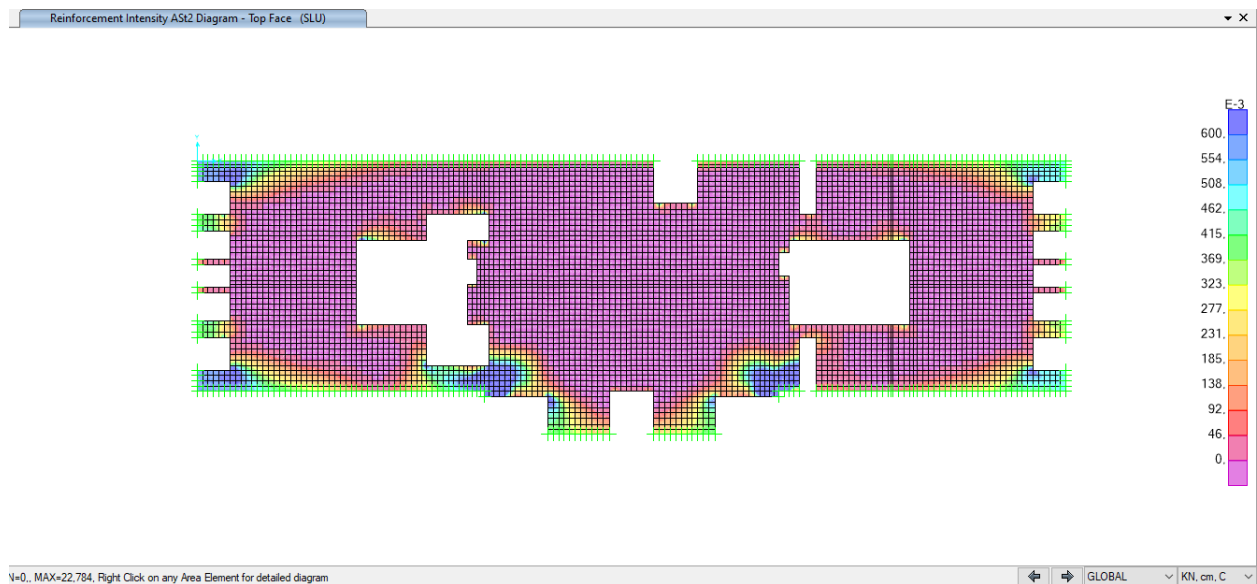 Reinforcement Intensity ASt2 Diagram - Top Face (SLU)
E-3
600.
554.
508.
462.
415.
369.
323.
277.
231.
185.
138.
92.
46.
0.
Y
N=0,, MAX=22,784, Right Click on any Area Element for detailed diagram
GLOBAL
KN, cm, C